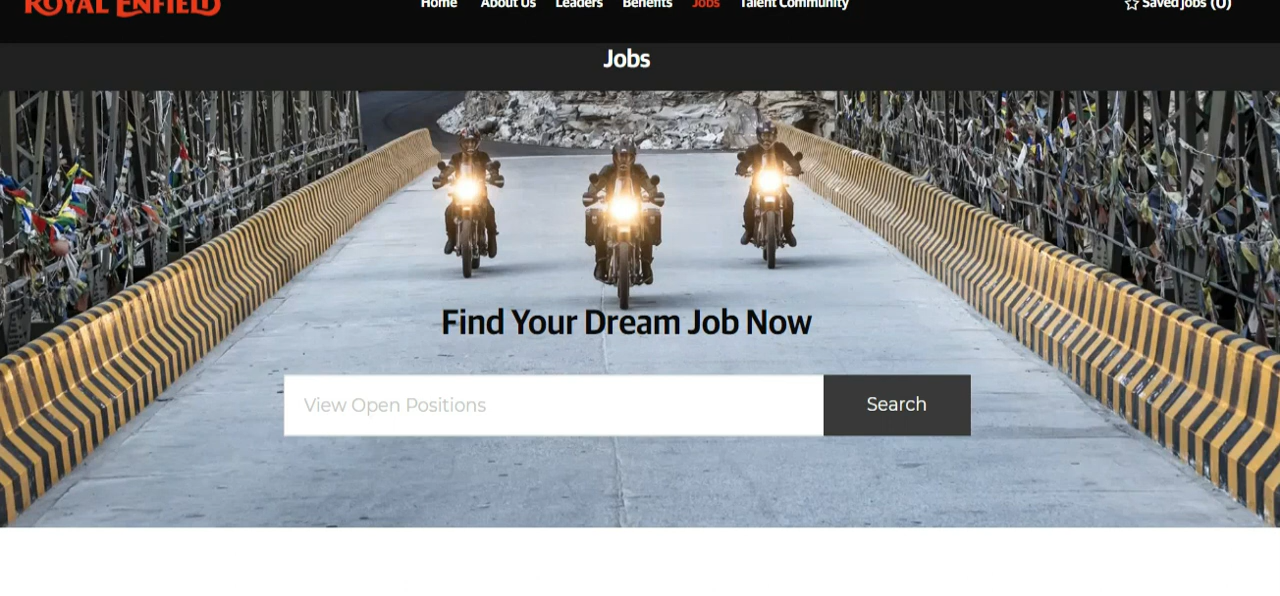 ROYAL ENFIELD
Home About Us Leaders Benefits Jobs Talent Community
Saved jobs (0)
Jobs
Find Your Dream Job Now
View Open Positions
Search